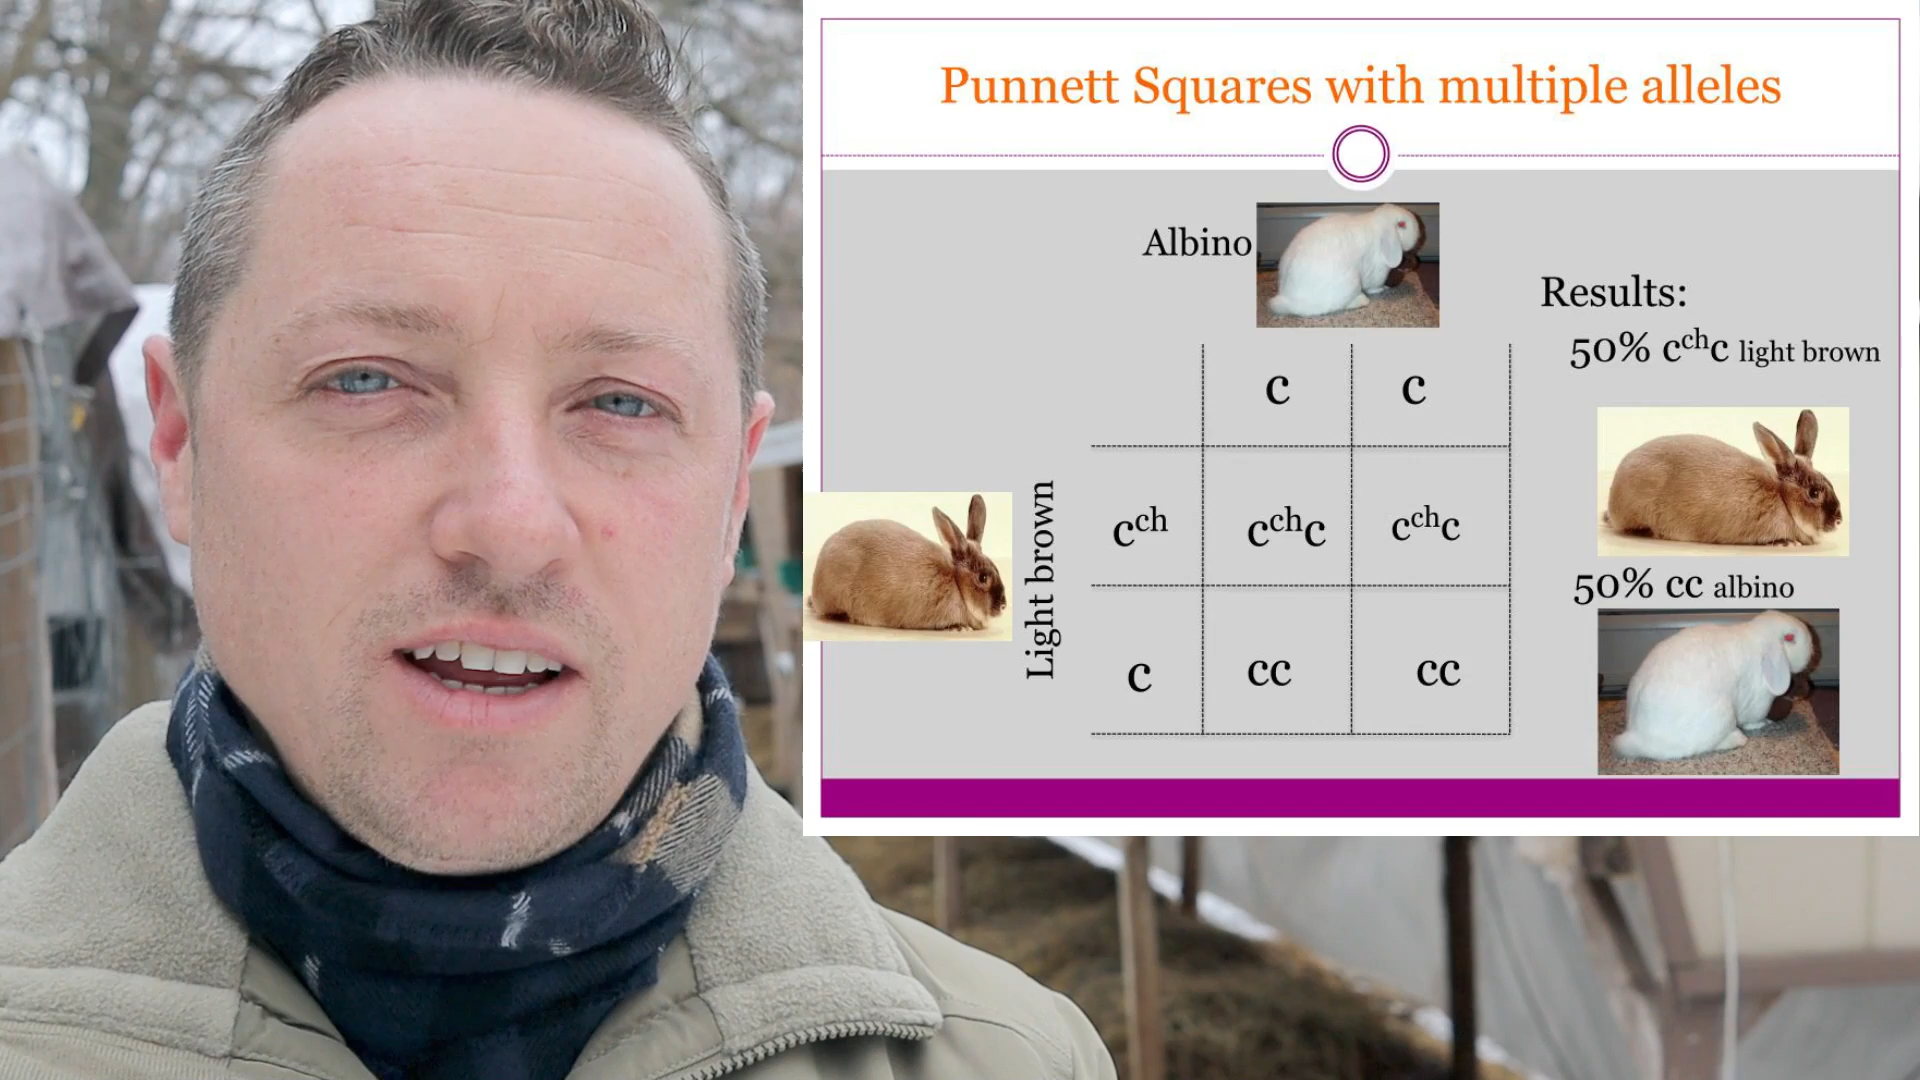 Punnett Squares with multiple alleles
Albino
Results:
50% cᶜʰc light brown
c c
cᶜʰ cᶜʰc cᶜʰc
Light brown
50% cc albino
c cc cc